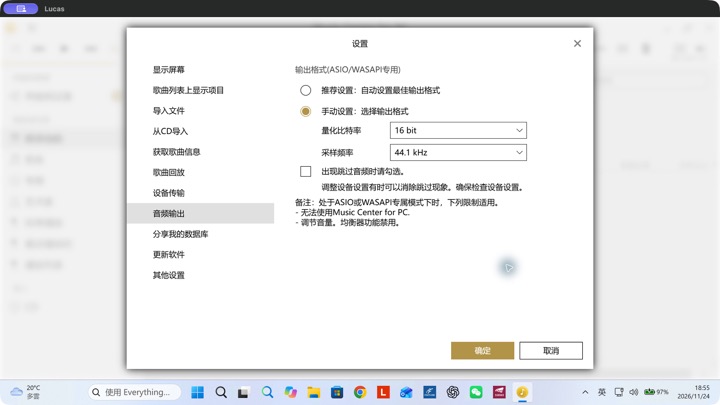 Lucas
设置
显示屏幕
歌曲列表上显示项目
导入文件
从CD导入
获取歌曲信息
歌曲回放
设备传输
音频输出
分享我的数据库
更新软件
其他设置
输出格式(ASIO/WASAPI专用)
推荐设置：自动设置最佳输出格式
手动设置：选择输出格式
量化比特率
16 bit
采样频率
44.1 kHz
出现跳过音频时请勾选。
调整设备设置有时可以消除跳过现象。确保检查设备设置。
备注：处于ASIO或WASAPI专属模式下时，下列限制适用。
- 无法使用Music Center for PC.
- 调节音量。均衡器功能禁用。
确定
取消
20°C
多云
使用 Everything...
英
97%
18:55
2026/11/24